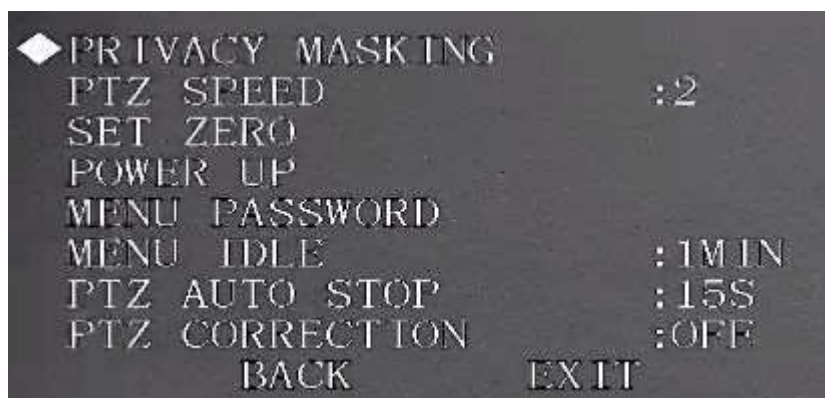 PRIVACY MASKING
PTZ SPEED :2
SET ZERO
POWER UP
MENU PASSWORD
MENU IDLE :1MIN
PTZ AUTO STOP :15S
PTZ CORRECTION :OFF
BACK EXIT